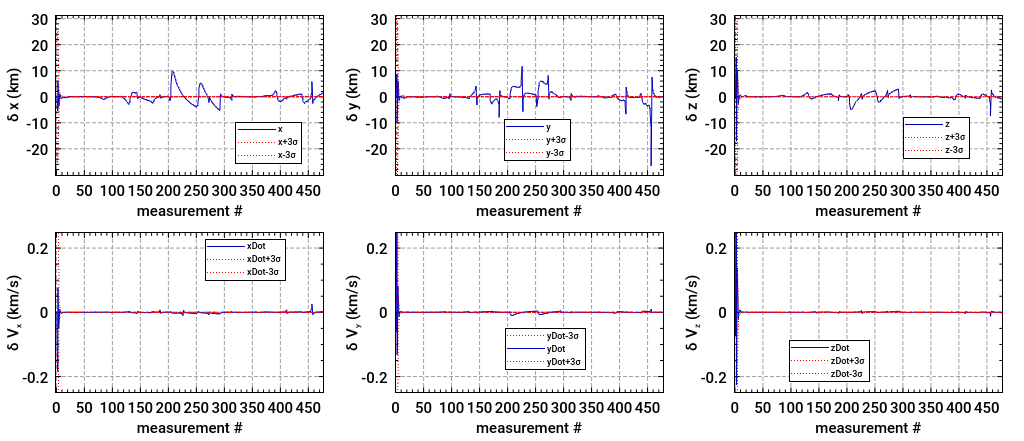 δ x (km)
30
20
10
0
-10
-20
x
x+3σ
x-3σ
0 50 100 150 200 250 300 350 400 450
measurement #
δ y (km)
30
20
10
0
-10
-20
y
y+3σ
y-3σ
0 50 100 150 200 250 300 350 400 450
measurement #
δ z (km)
30
20
10
0
-10
-20
z
z+3σ
z-3σ
0 50 100 150 200 250 300 350 400 450
measurement #
δ Vx (km/s)
0.2
0
-0.2
xDot
xDot+3σ
xDot-3σ
0 50 100 150 200 250 300 350 400 450
measurement #
δ Vy (km/s)
0.2
0
-0.2
yDot-3σ
yDot
yDot+3σ
0 50 100 150 200 250 300 350 400 450
measurement #
δ Vz (km/s)
0.2
0
-0.2
zDot
zDot+3σ
zDot-3σ
0 50 100 150 200 250 300 350 400 450
measurement #